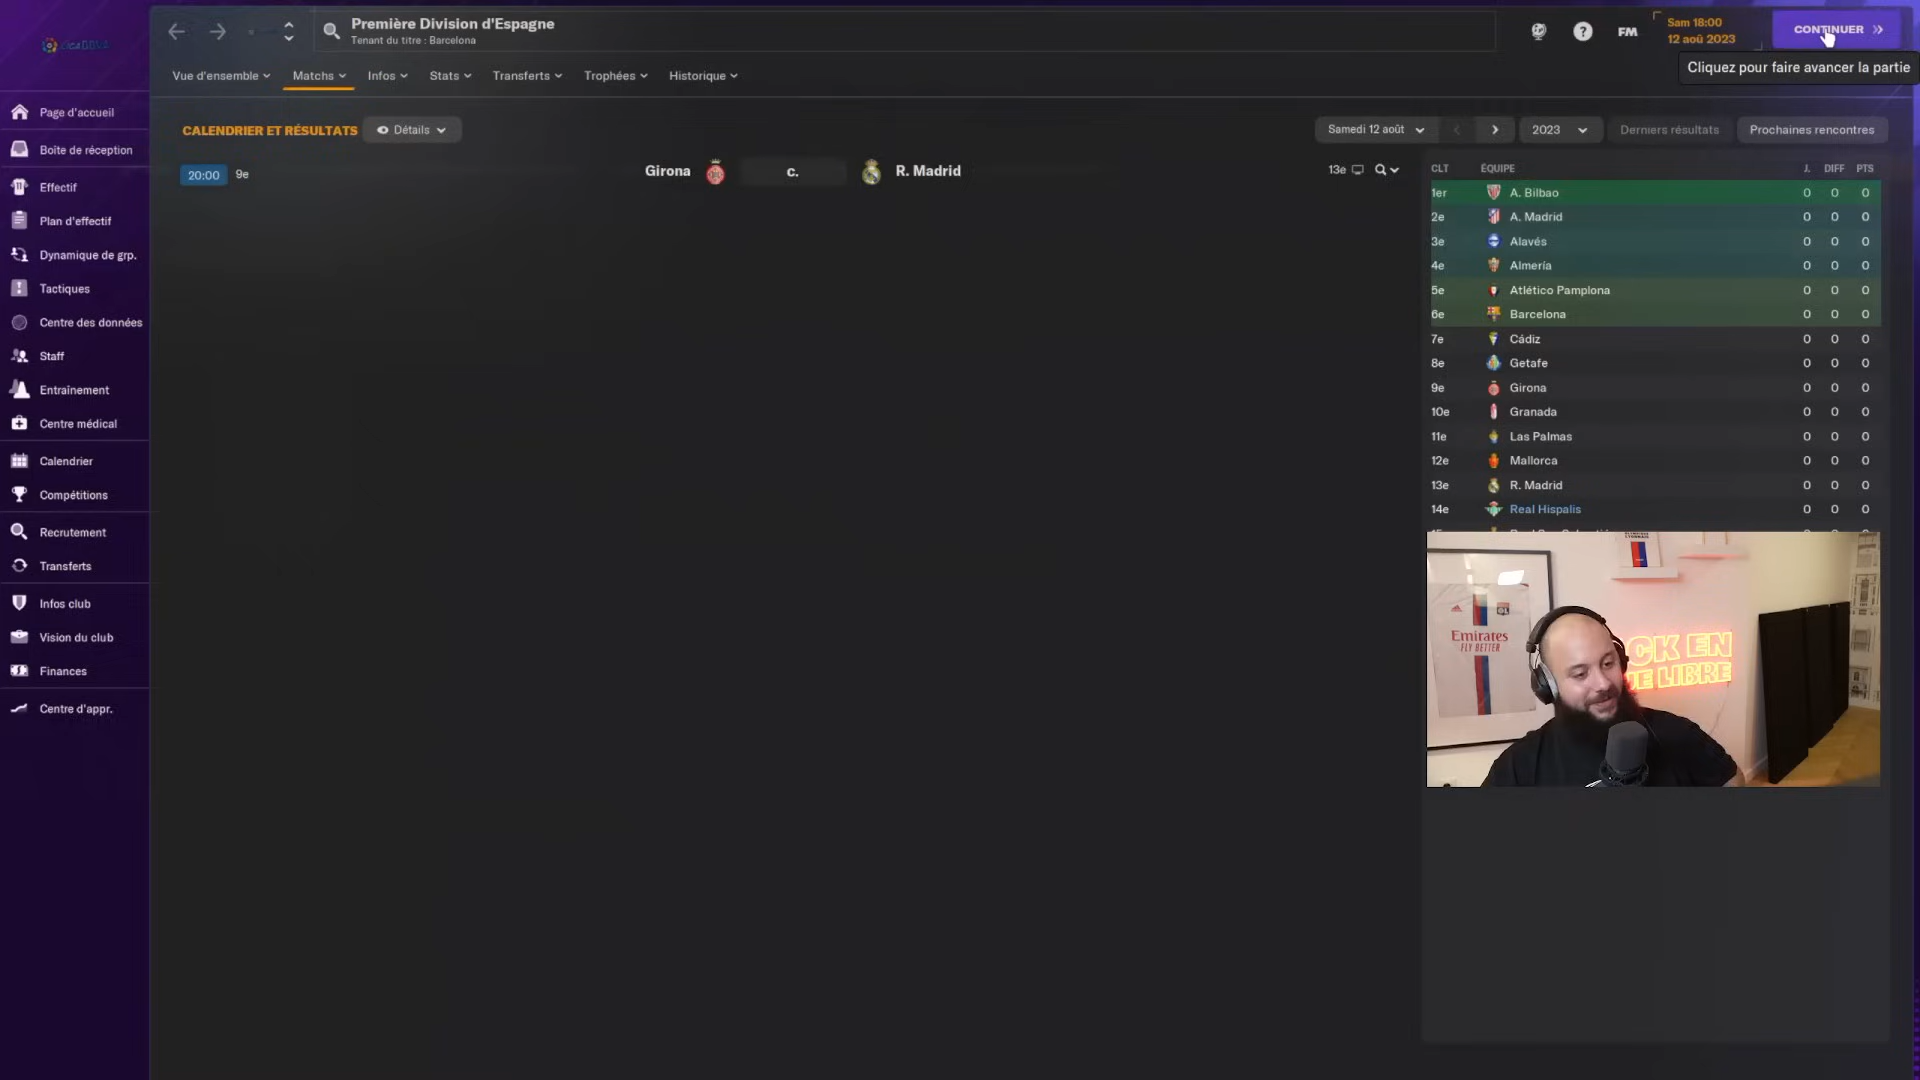 Première Division d'Espagne
Tenant du titre : Barcelona
FM
Sam 18:00
12 aoû 2023
CONTINUER
Cliquez pour faire avancer la partie
Vue d'ensemble
Matchs
Infos
Stats
Transferts
Trophées
Historique
Page d'accueil
Boîte de réception
Effectif
Plan d'effectif
Dynamique de grp.
Tactiques
Centre des données
Staff
Entraînement
Centre médical
Calendrier
Compétitions
Recrutement
Transferts
Infos club
Vision du club
Finances
Centre d'appr.
CALENDRIER ET RÉSULTATS
Détails
Samedi 12 août
2023
Derniers résultats
Prochaines rencontres
20:00 9e Girona c. R. Madrid 13e
CLT ÉQUIPE J. DIFF PTS
1er A. Bilbao 0 0 0
2e A. Madrid 0 0 0
3e Alavés 0 0 0
4e Almería 0 0 0
5e Atlético Pamplona 0 0 0
6e Barcelona 0 0 0
7e Cádiz 0 0 0
8e Getafe 0 0 0
9e Girona 0 0 0
10e Granada 0 0 0
11e Las Palmas 0 0 0
12e Mallorca 0 0 0
13e R. Madrid 0 0 0
14e Real Hispalis 0 0 0
Emirates
FLY BETTER
CK EN
E LIBRE